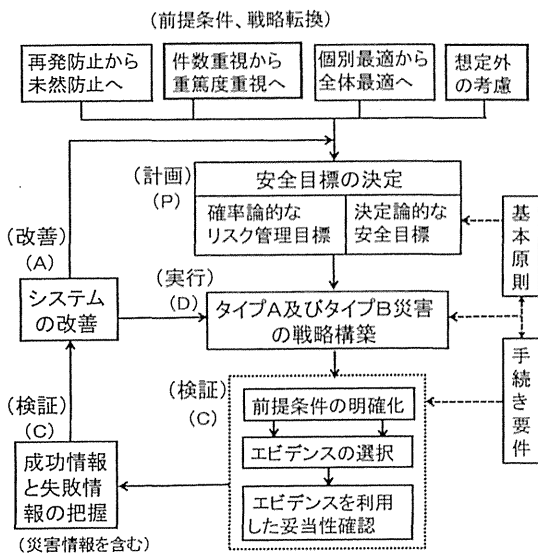 (前提条件、戦略転換)
再発防止から
未然防止へ
件数重視から
重篤度重視へ
個別最適から
全体最適へ
想定外
の考慮
(計画)
(P)
安全目標の決定
確率論的な
リスク管理目標
決定論的な
安全目標
基本原則
(改善)
(A)
システム
の改善
(実行)
(D)
タイプA及びタイプB災害
の戦略構築
手続き要件
(検証)
(C)
前提条件の明確化
エビデンスの選択
エビデンスを利用
した妥当性確認
(検証)
(C)
成功情報
と失敗情
報の把握
(災害情報を含む)